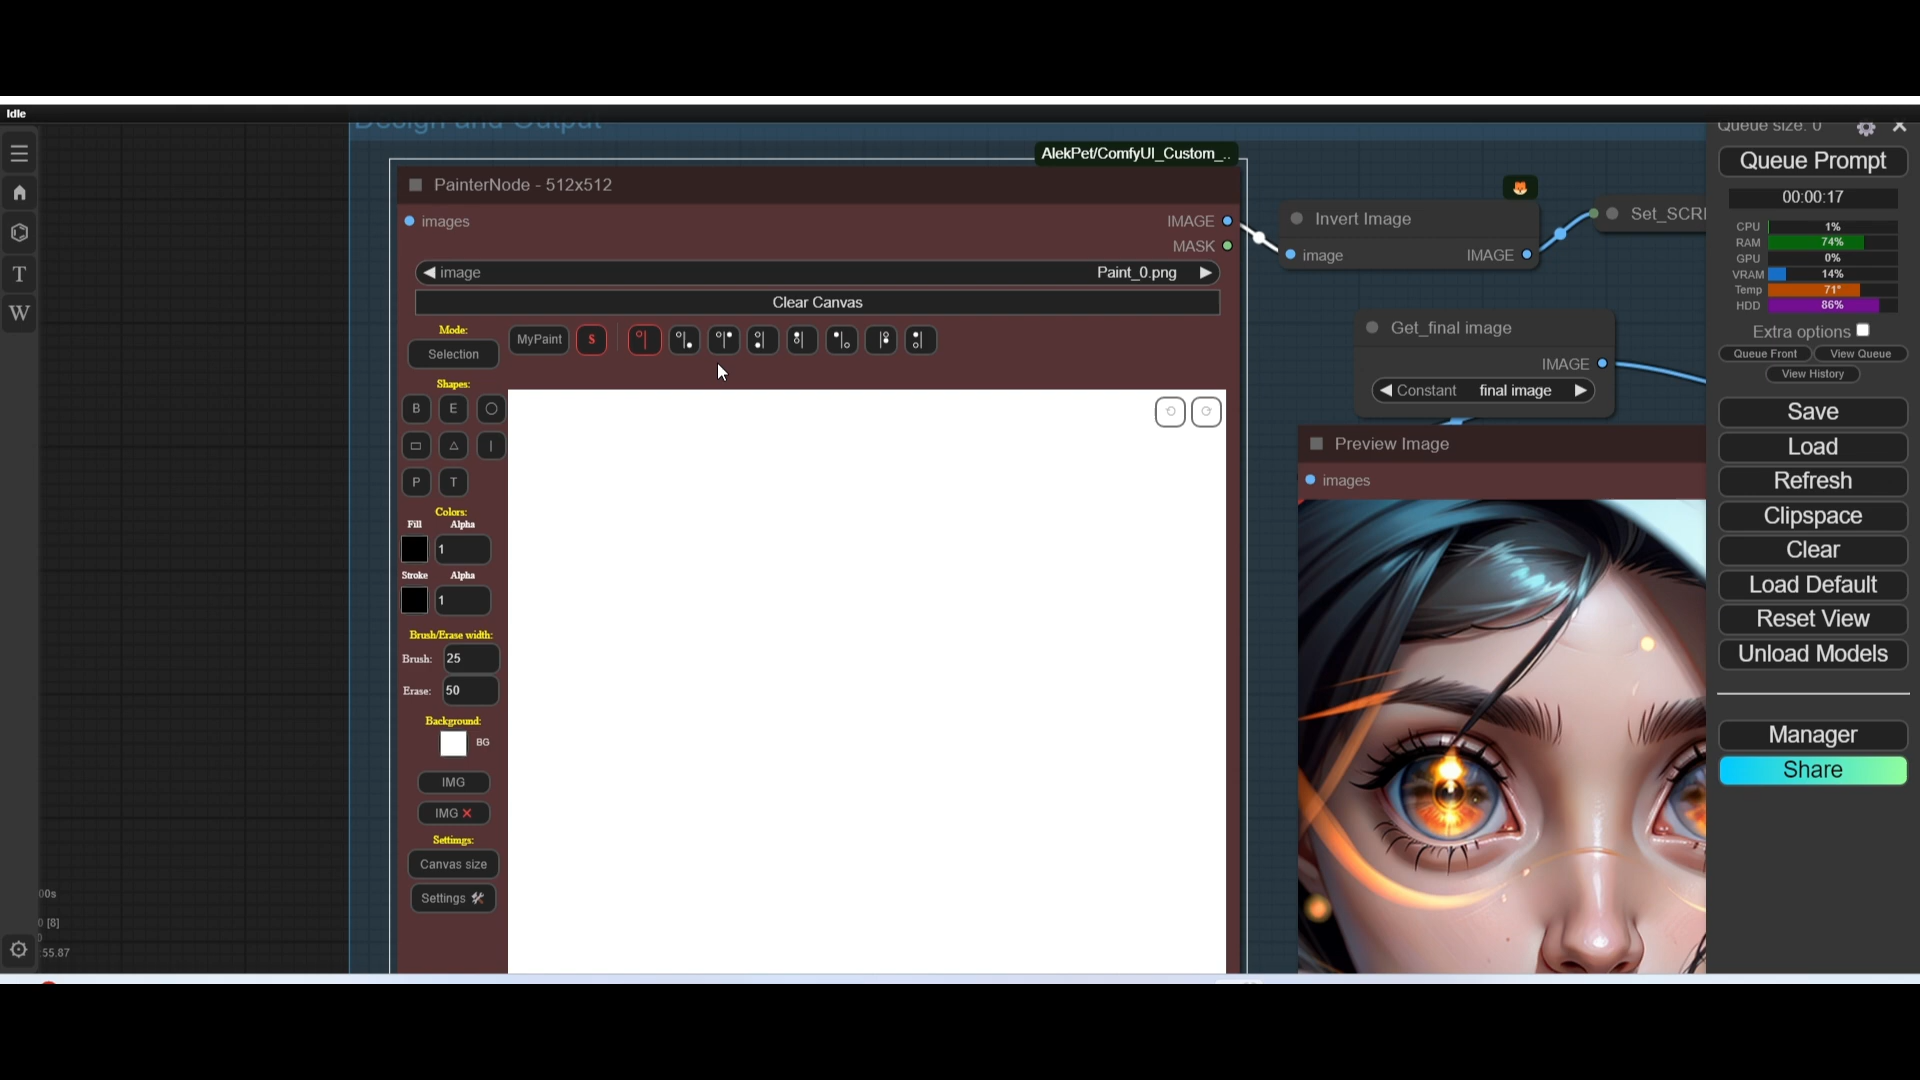 Idle
Design and Output
Queue size: 0
AlekPet/ComfyUI_Custom_..
PainterNode - 512x512
images
IMAGE
MASK
image
Paint_0.png
Clear Canvas
Mode:
Selection
MyPaint
S
Shapes:
B
E
P
T
Colors:
Fill
Alpha
1
Stroke
Alpha
1
Brush/Erase width:
Brush:
25
Erase:
50
Background:
BG
IMG
IMG
Settimgs:
Canvas size
Settings
T
W
00s
0 [8]
0
:55.87
Invert Image
image
IMAGE
Set_SCRI
Get_final image
IMAGE
Constant
final image
Preview Image
images
Queue Prompt
00:00:17
CPU 1%
RAM 74%
GPU 0%
VRAM 14%
Temp 71°
HDD 86%
Extra options
Queue Front
View Queue
View History
Save
Load
Refresh
Clipspace
Clear
Load Default
Reset View
Unload Models
Manager
Share